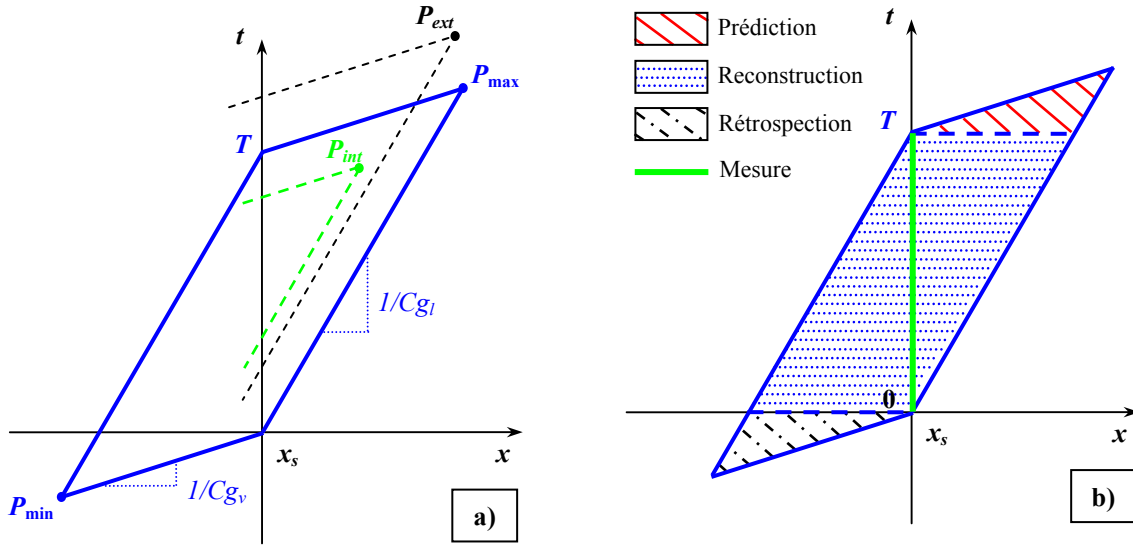 t
P_ext
P_max
T
P_int
1/Cg_l
x_s
x
1/Cg_v
P_min
a)
Prédiction
Reconstruction
Rétrospection
Mesure
t
T
0
x_s
x
b)